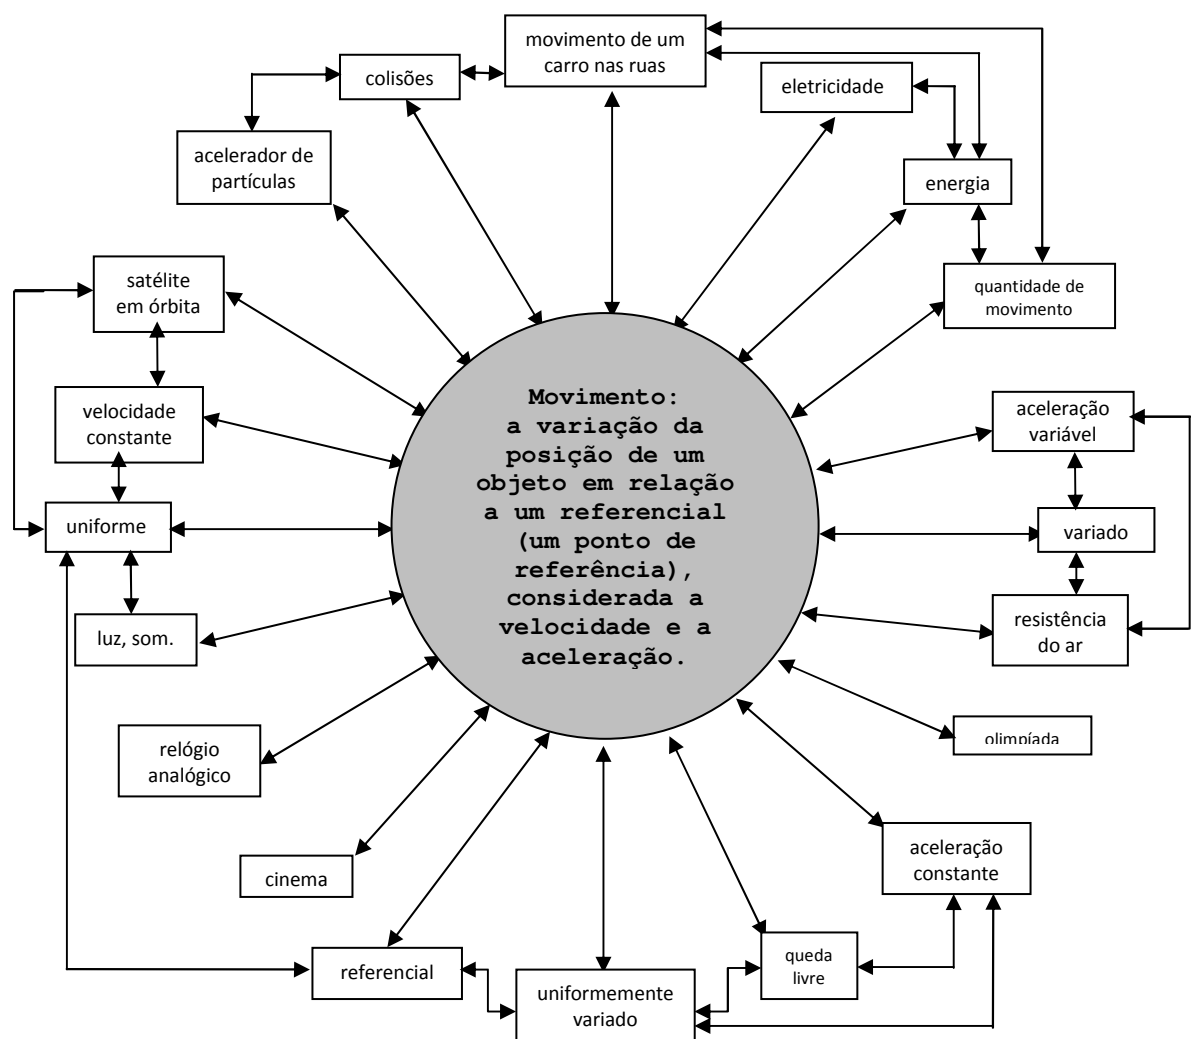 movimento de um
carro nas ruas
colisões
eletricidade
acelerador de
partículas
energia
satélite
em órbita
quantidade de
movimento
velocidade
constante
aceleração
variável
Movimento:
a variação da
posição de um
objeto em relação
a um referencial
(um ponto de
referência),
considerada a
velocidade e a
aceleração.
uniforme
variado
luz, som.
resistência
do ar
relógio
analógico
olimpíada
cinema
aceleração
constante
referencial
queda
livre
uniformemente
variado